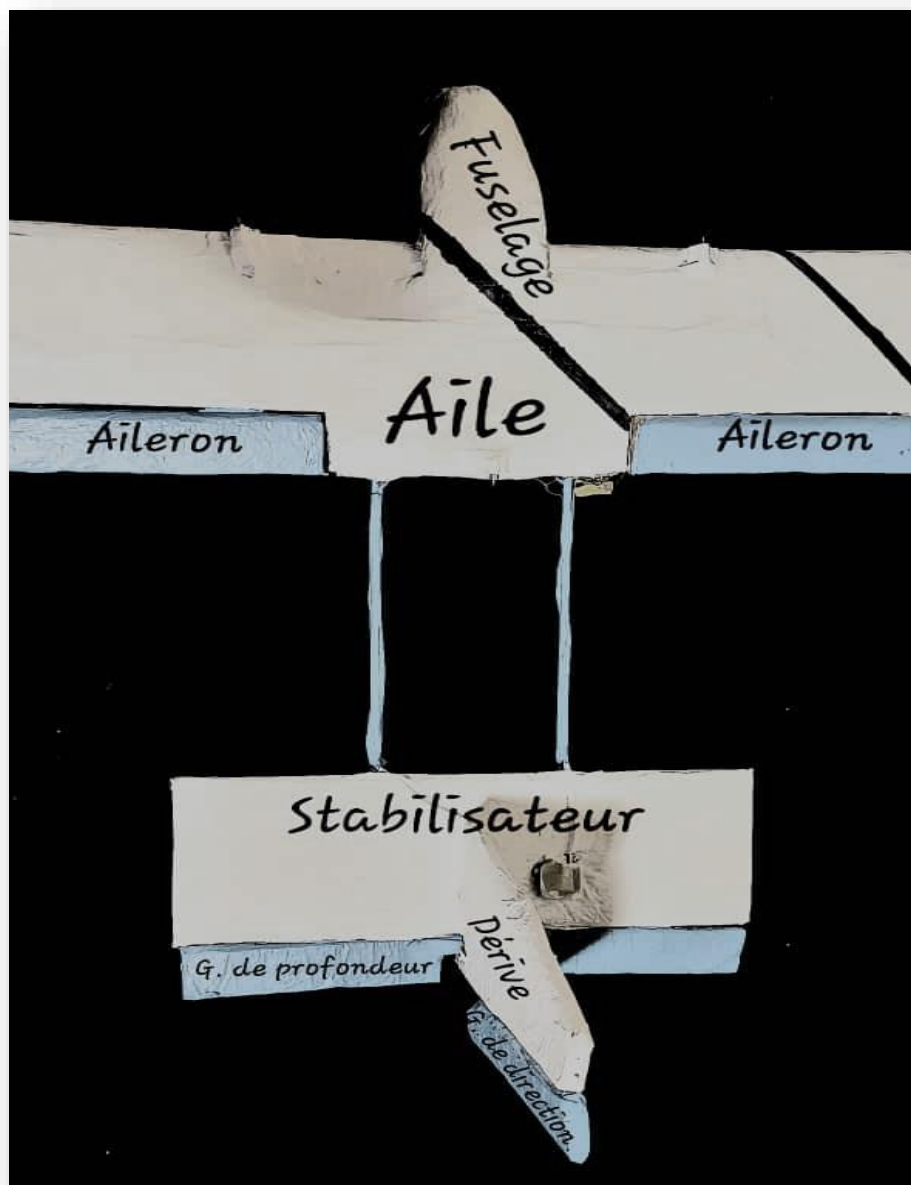 Fuselage
Aile
Aileron
Aileron
Stabilisateur
Dérive
G. de profondeur
G. de direction.